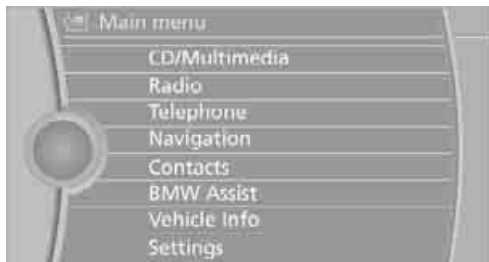 Main menu
CD/Multimedia
Radio
Telephone
Navigation
Contacts
BMW Assist
Vehicle Info
Settings